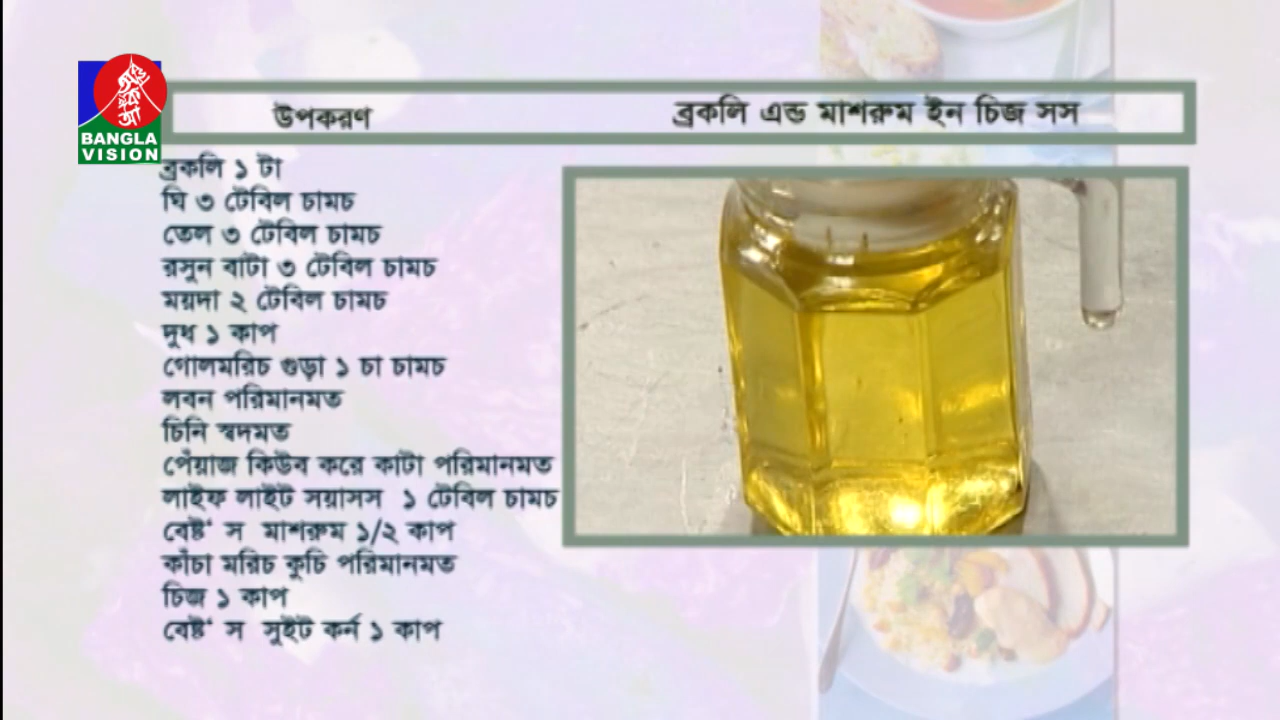 BANGLA
VISION
উপকরণ
ব্রকলি এন্ড মাশরুম ইন চিজ সস
ব্রকলি ১ টা
ঘি ৩ টেবিল চামচ
তেল ৩ টেবিল চামচ
রসুন বাটা ৩ টেবিল চামচ
ময়দা ২ টেবিল চামচ
দুধ ১ কাপ
গোলমরিচ গুড়া ১ চা চামচ
লবন পরিমানমত
চিনি স্বদমত
পেঁয়াজ কিউব করে কাটা পরিমানমত
লাইফ লাইট সয়াসস ১ টেবিল চামচ
বেষ্ট‘ স মাশরুম ১/২ কাপ
কাঁচা মরিচ কুচি পরিমানমত
চিজ ১ কাপ
বেষ্ট‘ স সুইট কর্ন ১ কাপ